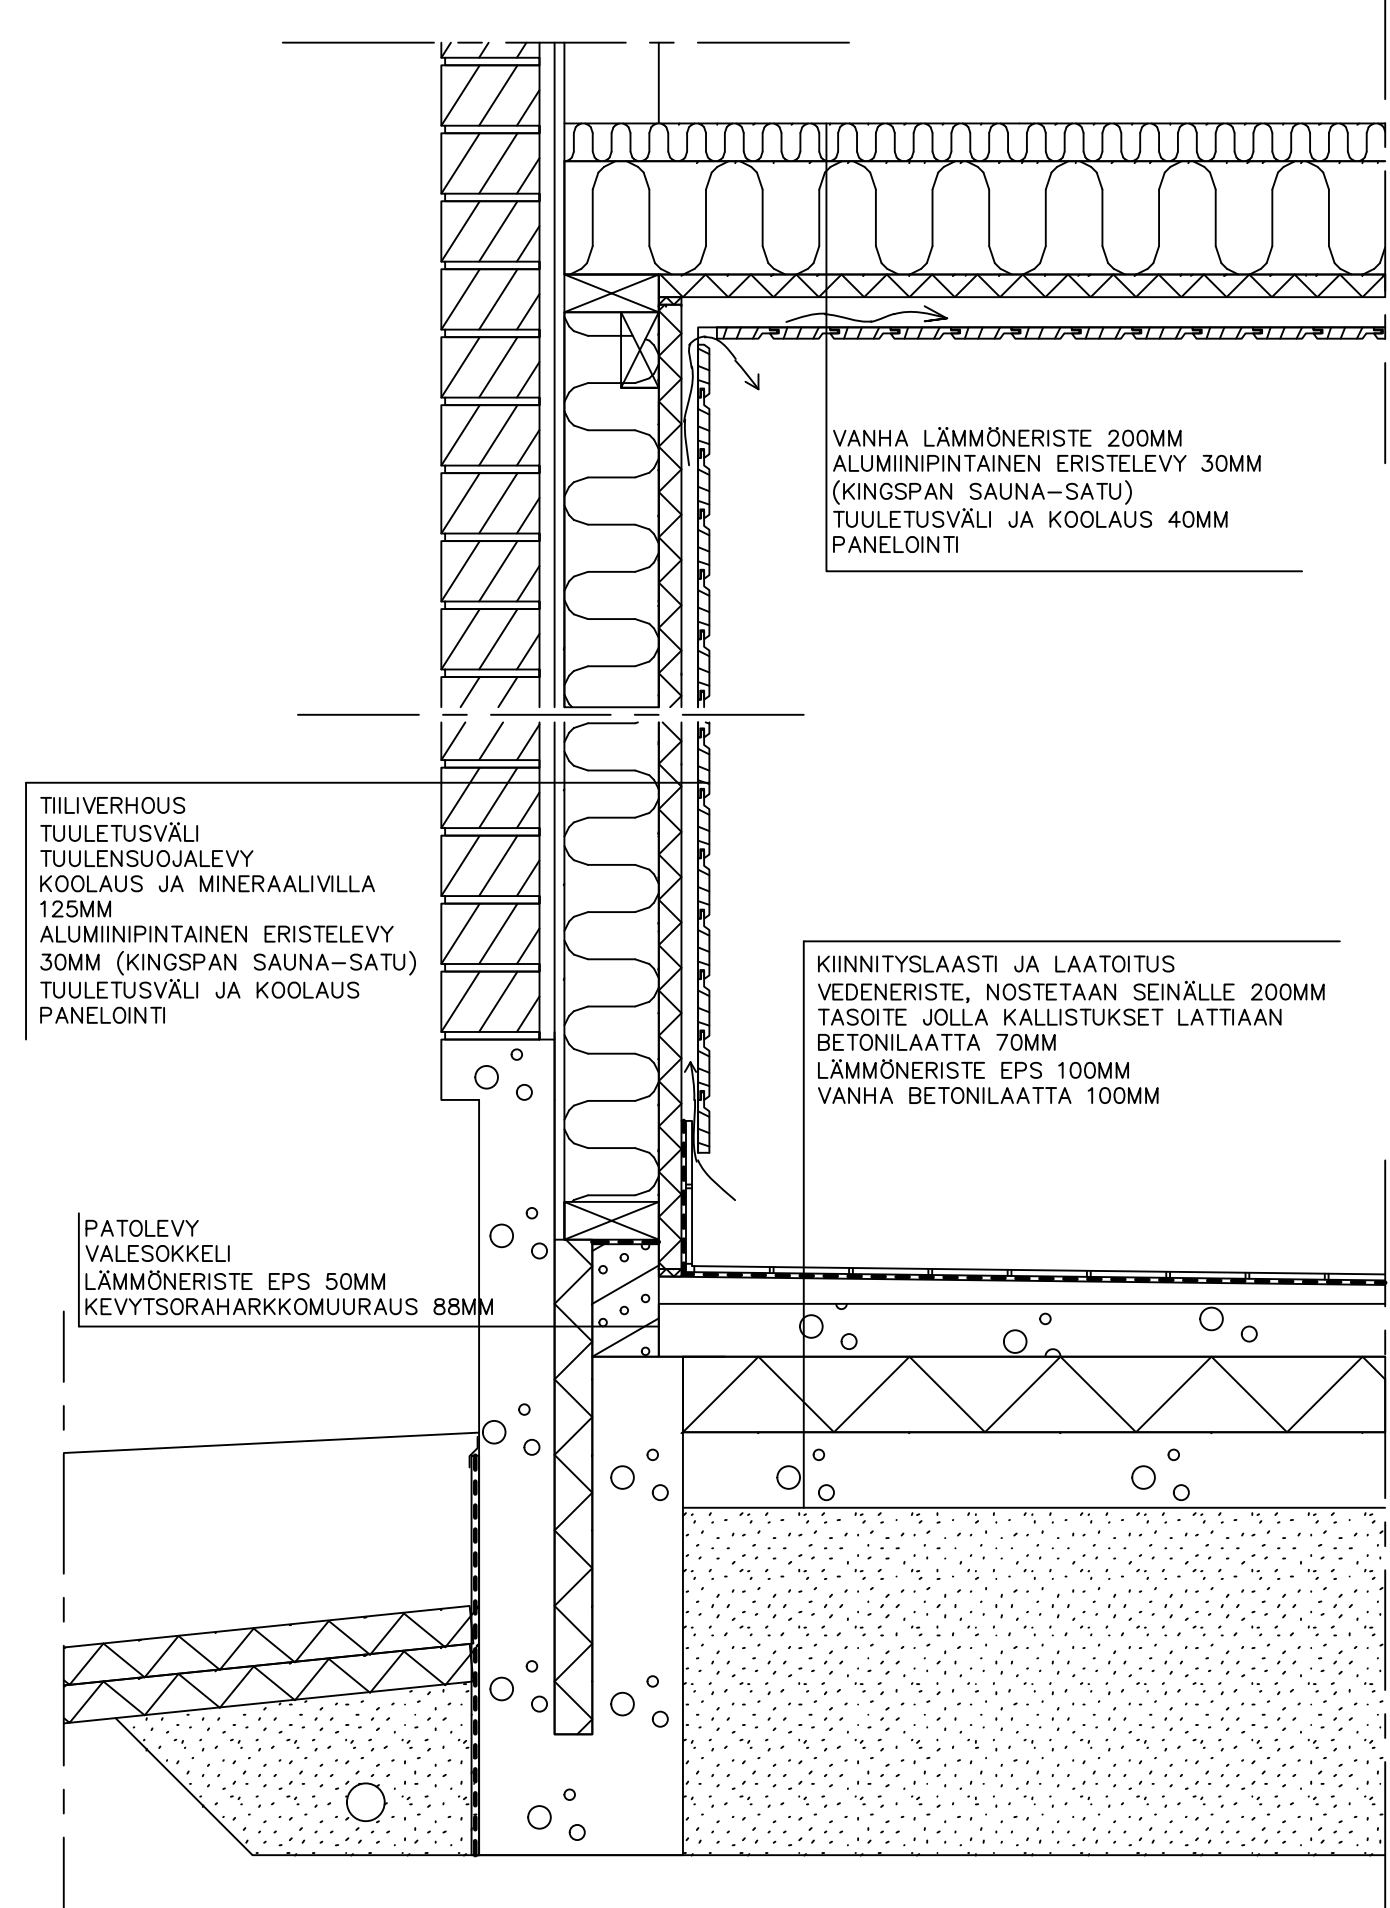 VANHA LÄMMÖNERISTE 200MM
ALUMIINIPINTAINEN ERISTELEVY 30MM
(KINGSPAN SAUNA-SATU)
TUULETUSVÄLI JA KOOLAUS 40MM
PANELOINTI
TIILIVERHOUS
TUULETUSVÄLI
TUULENSUOJALEVY
KOOLAUS JA MINERAALIVILLA
125MM
ALUMIINIPINTAINEN ERISTELEVY
30MM (KINGSPAN SAUNA-SATU)
TUULETUSVÄLI JA KOOLAUS
PANELOINTI
KIINNITYSLAASTI JA LAATOITUS
VEDENERISTE, NOSTETAAN SEINÄLLE 200MM
TASOITE JOLLA KALLISTUKSET LATTIAAN
BETONILAATTA 70MM
LÄMMÖNERISTE EPS 100MM
VANHA BETONILAATTA 100MM
PATOLEVY
VALESOKKELI
LÄMMÖNERISTE EPS 50MM
KEVYTSORAHARKKOMUURAUS 88MM